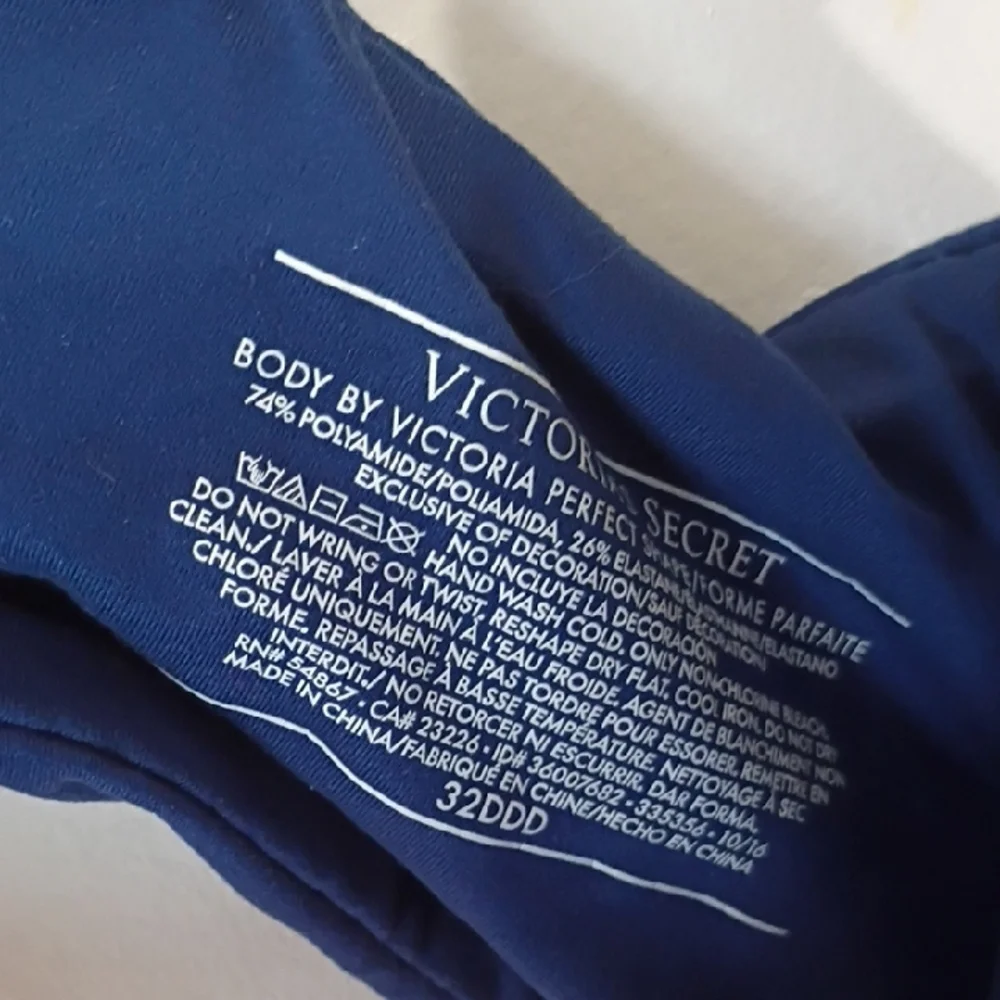 VICTORIA'S SECRET
BODY BY VICTORIA PERFECT SHAPE/FORME PARFAITE
74% POLYAMIDE/POLIAMIDA, 26% ELASTANE/ELASTHANNE/ELASTANO
EXCLUSIVE OF DECORATION/SAUF DÉCORATION
NO INCLUYE LA DECORACIÓN
HAND WASH COLD. ONLY NONCHLORINE BLEACH.
DO NOT WRING OR TWIST, RESHAPE DRY FLAT. COOL IRON. DO NOT DRY
CLEAN./ LAVER À LA MAIN À L'EAU FROIDE. AGENT DE BLANCHIMENT NON
CHLORÉ UNIQUEMENT. NE PAS TORDRE POUR ESSORER. REMETTRE EN
FORME. REPASSAGE À BASSE TEMPÉRATURE. NETTOYAGE À SEC
INTERDIT./ NO RETORCER NI ESCURRIR, DAR FORMA.
RN# 54867 • CA# 23226 • ID# 36007682 • 335356 • 10/16
MADE IN CHINA/FABRIQUÉ EN CHINE/HECHO EN CHINA
32DDD